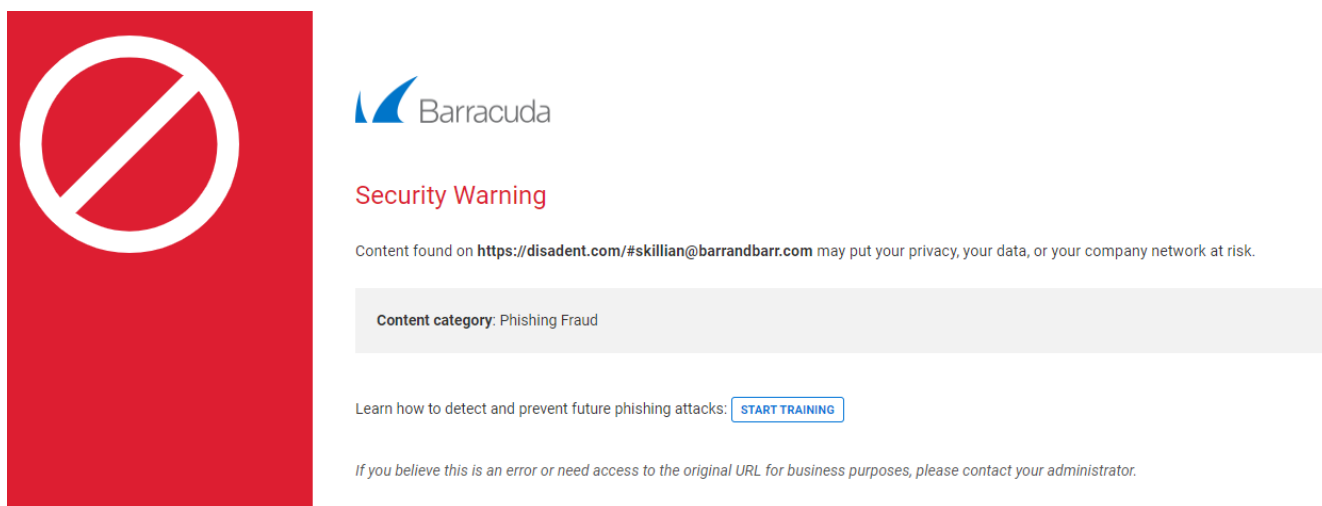 Barracuda
Security Warning
Content found on https://disadent.com/#skillian@barrandbarr.com may put your privacy, your data, or your company network at risk.
Content category: Phishing Fraud
Learn how to detect and prevent future phishing attacks: START TRAINING
If you believe this is an error or need access to the original URL for business purposes, please contact your administrator.